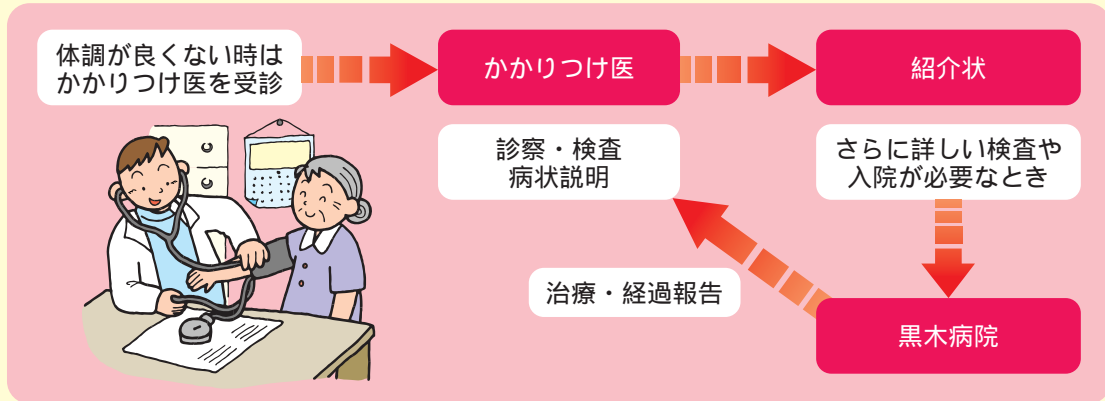 体調が良くない時は
かかりつけ医を受診
かかりつけ医
紹介状
診察・検査
病状説明
さらに詳しい検査や
入院が必要なとき
治療・経過報告
黒木病院